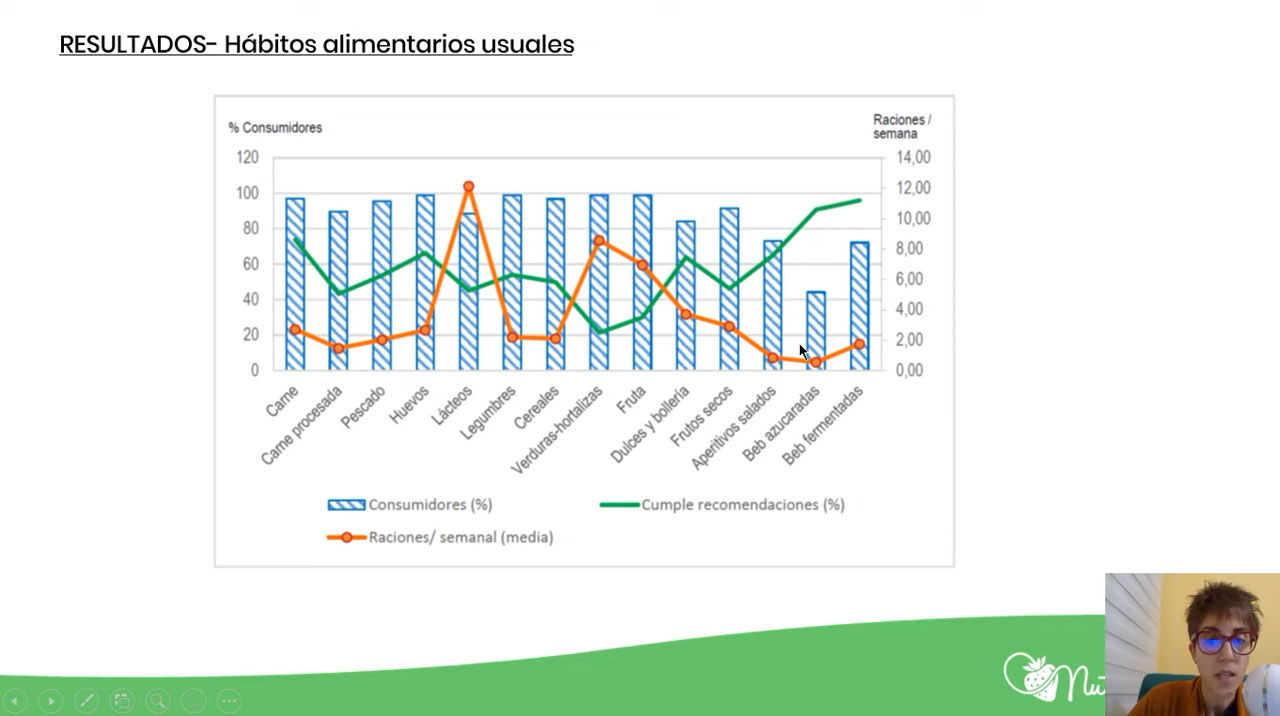 RESULTADOS- Hábitos alimentarios usuales
% Consumidores
Raciones /
semana
120
100
80
60
40
20
0
14,00
12,00
10,00
8,00
6,00
4,00
2,00
0,00
Carne
Carne procesada
Pescado
Huevos
Lácteos
Legumbres
Cereales
Verduras-hortalizas
Fruta
Dulces y bollería
Frutos secos
Aperitivos salados
Beb azucaradas
Beb fermentadas
Consumidores (%)
Cumple recomendaciones (%)
Raciones/ semanal (media)